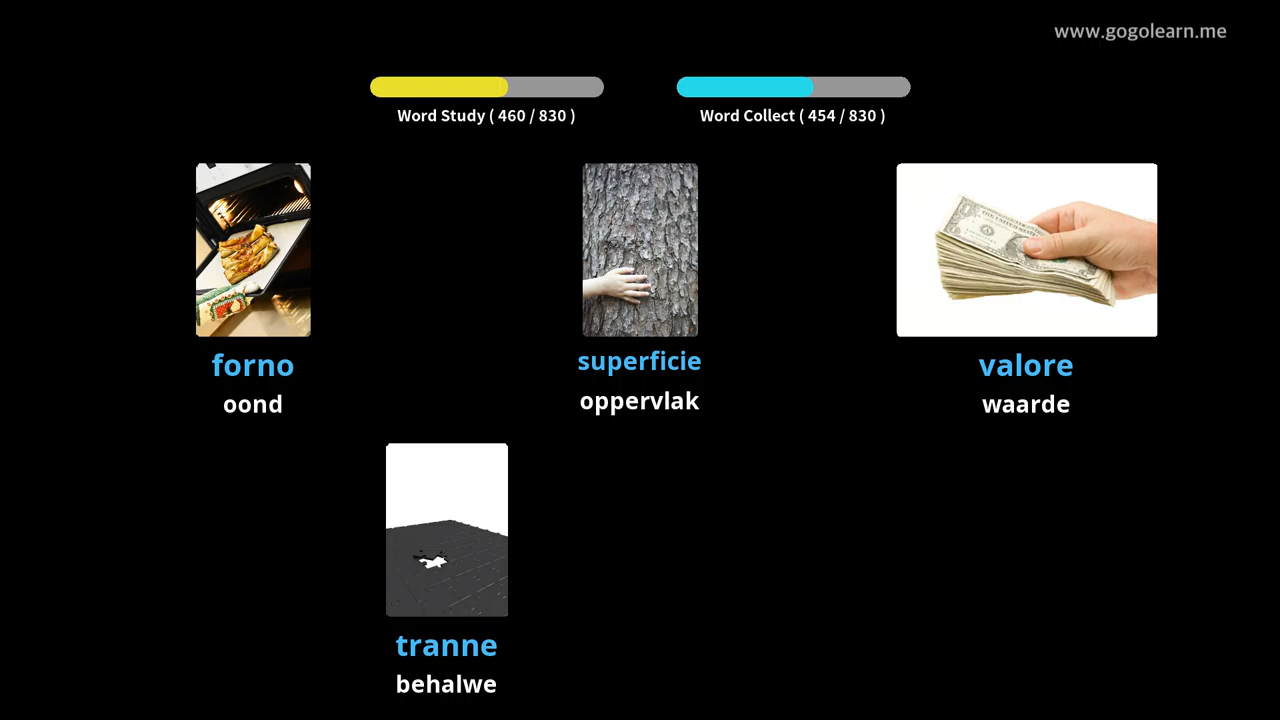 www.gogolearn.me
Word Study ( 460 / 830 )
Word Collect ( 454 / 830 )
forno
oond
superficie
oppervlak
valore
waarde
tranne
behalwe